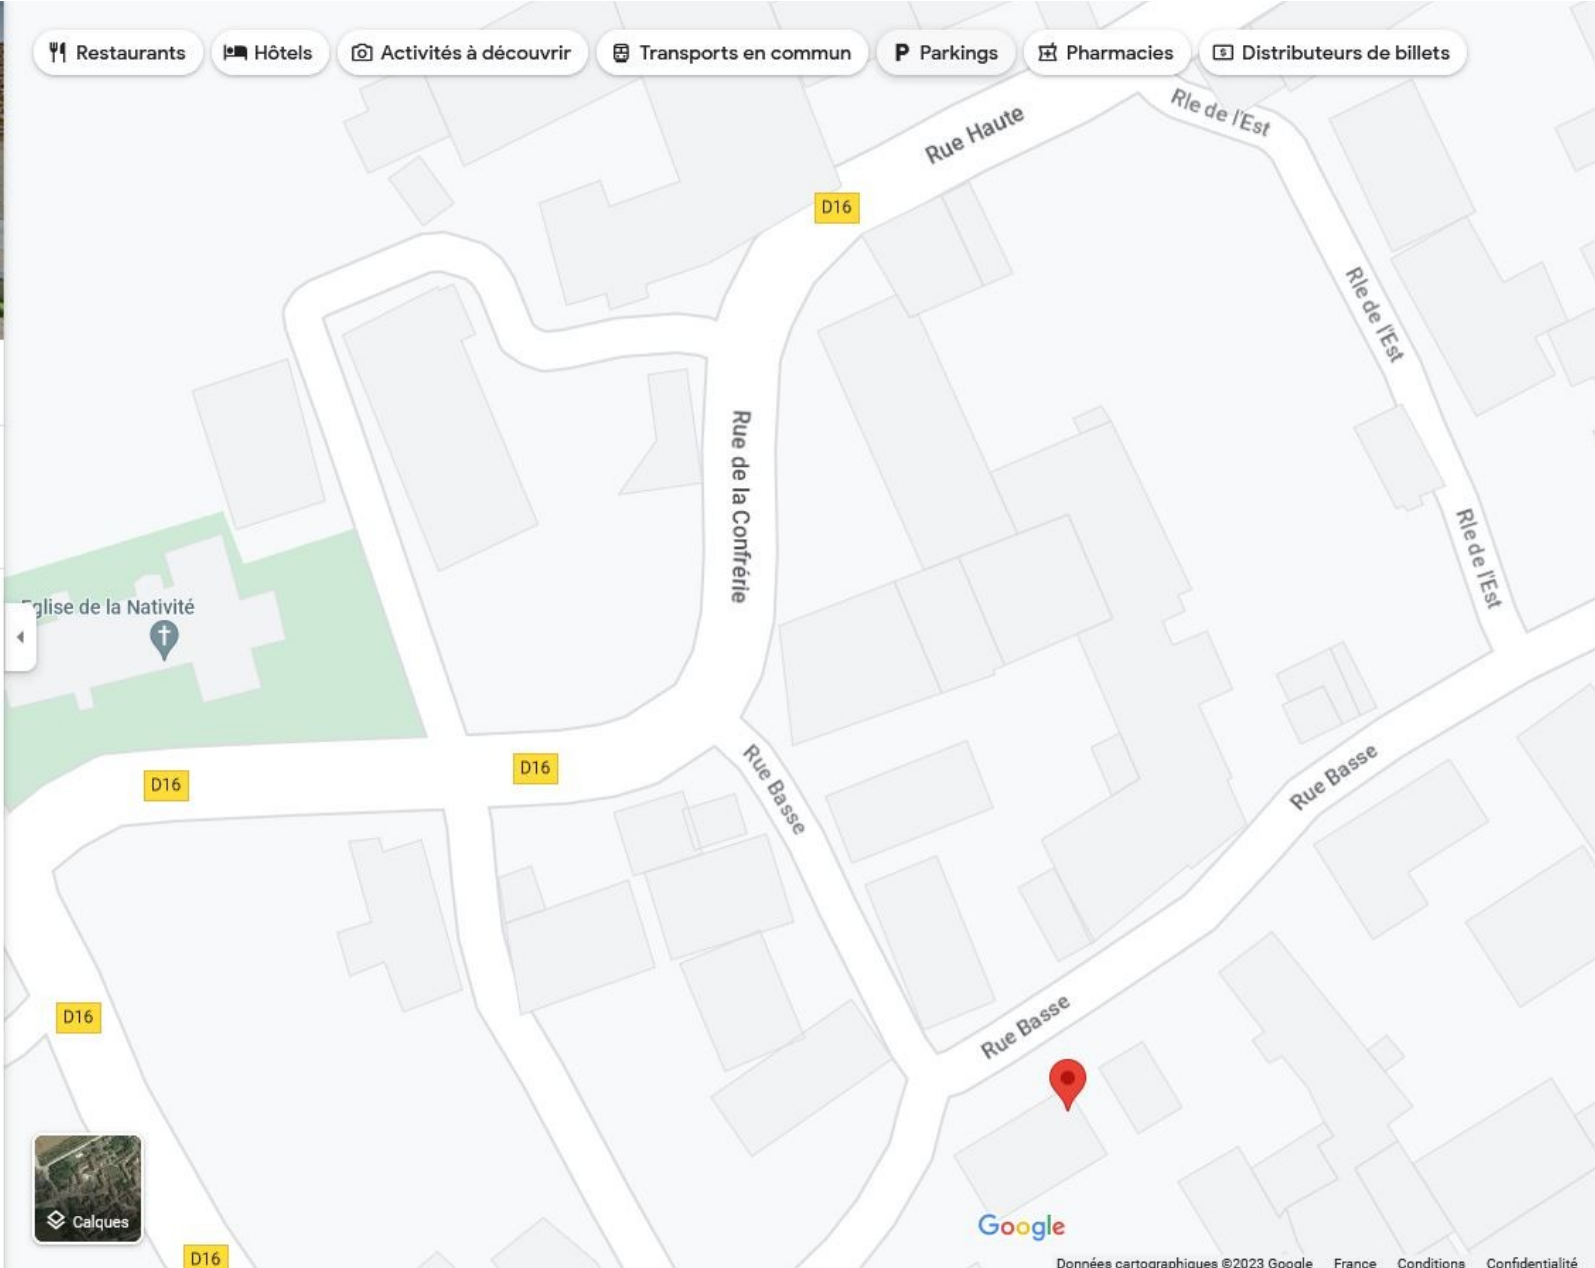 Restaurants
Hôtels
Activités à découvrir
Transports en commun
P Parkings
Pharmacies
Distributeurs de billets
Rle de l'Est
Rue Haute
D16
Rle de l'Est
Rue de la Confrérie
Rle de l'Est
Eglise de la Nativité
Rue Basse
D16
D16
Rue Basse
D16
Rue Basse
Calques
Google
D16
Données cartographiques ©2023 Google France Conditions Confidentialité